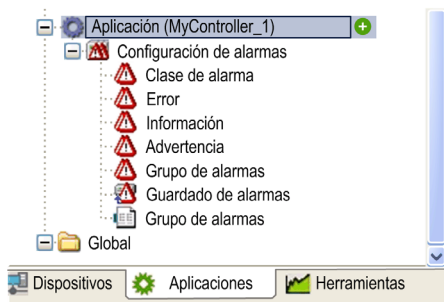 Aplicación (MyController_1)
Configuración de alarmas
Clase de alarma
Error
Información
Advertencia
Grupo de alarmas
Guardado de alarmas
Grupo de alarmas
Global
Dispositivos Aplicaciones Herramientas